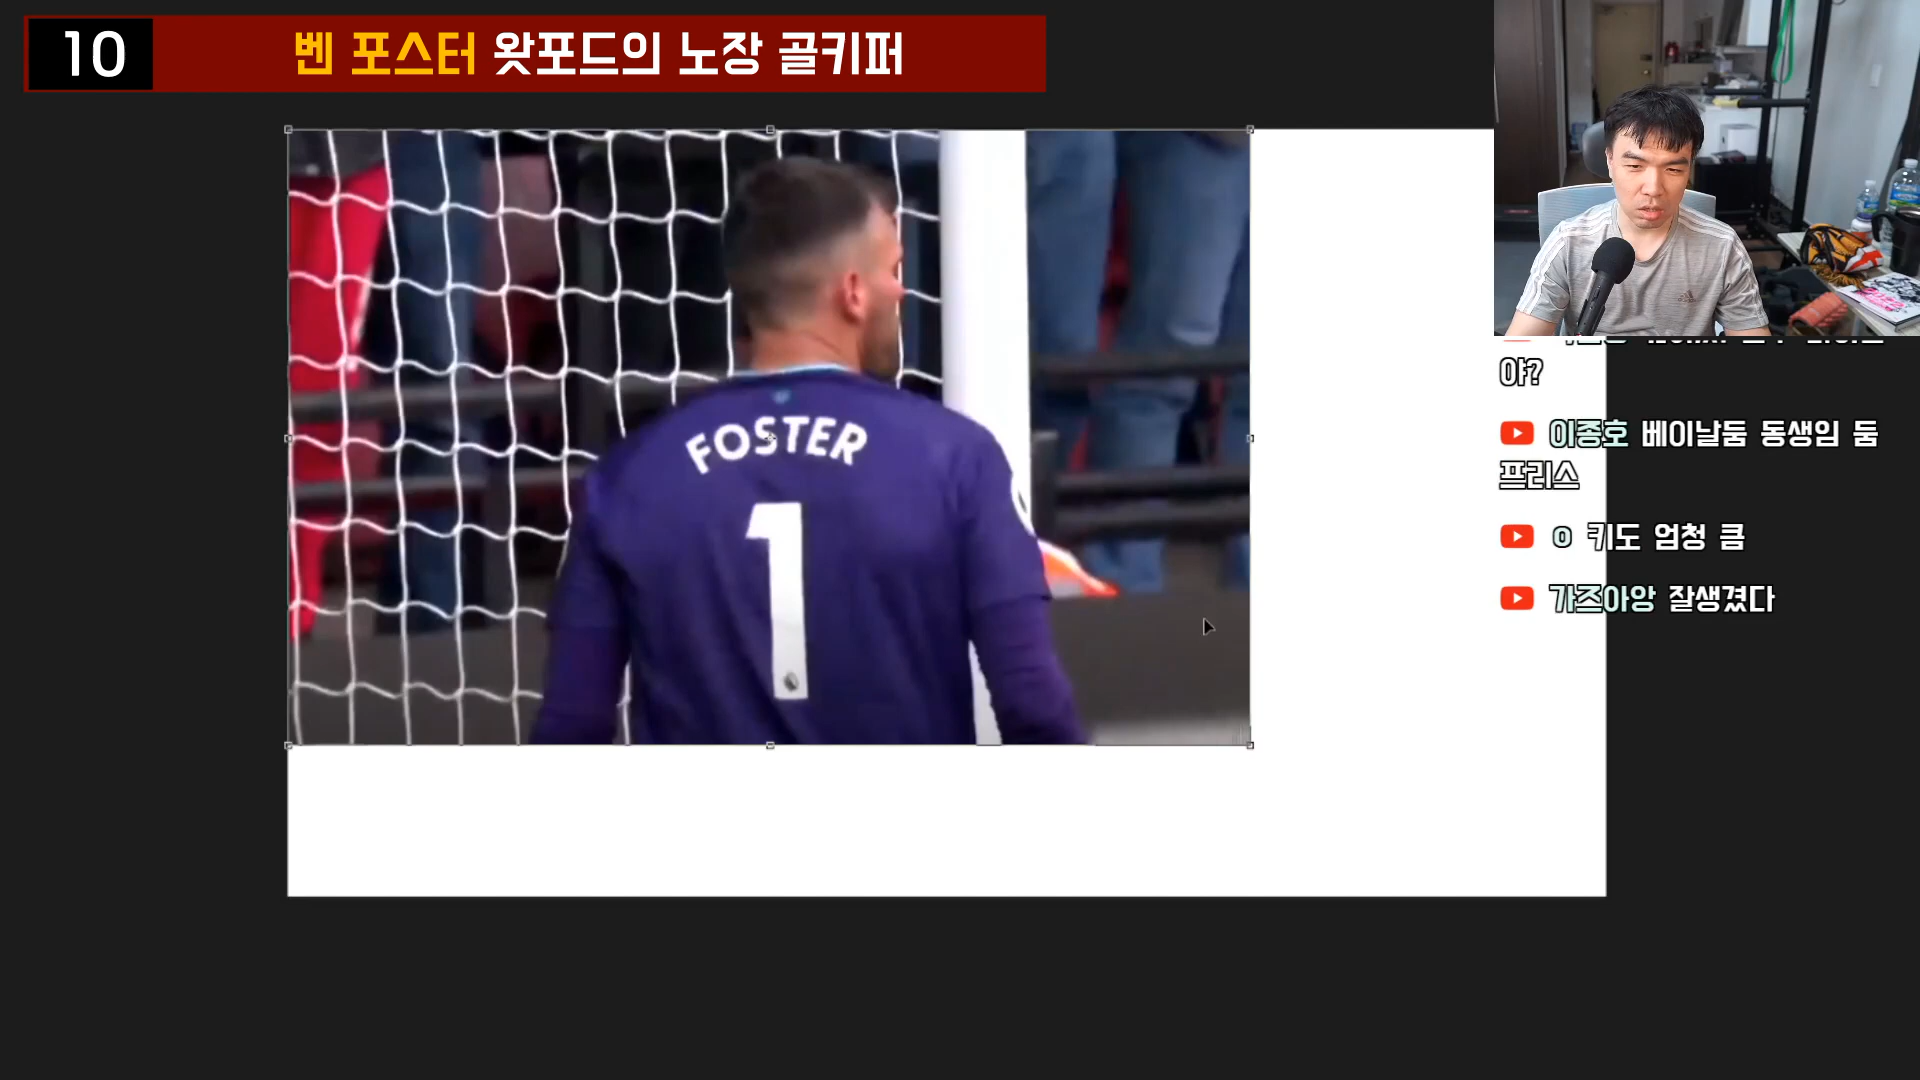 10
벤 포스터 왓포드의 노장 골키퍼
FOSTER
1
야?
이종호 베이날둠 동생임 둠
프리스
ㅇ 키도 엄청 큼
가즈아앙 잘생겼다